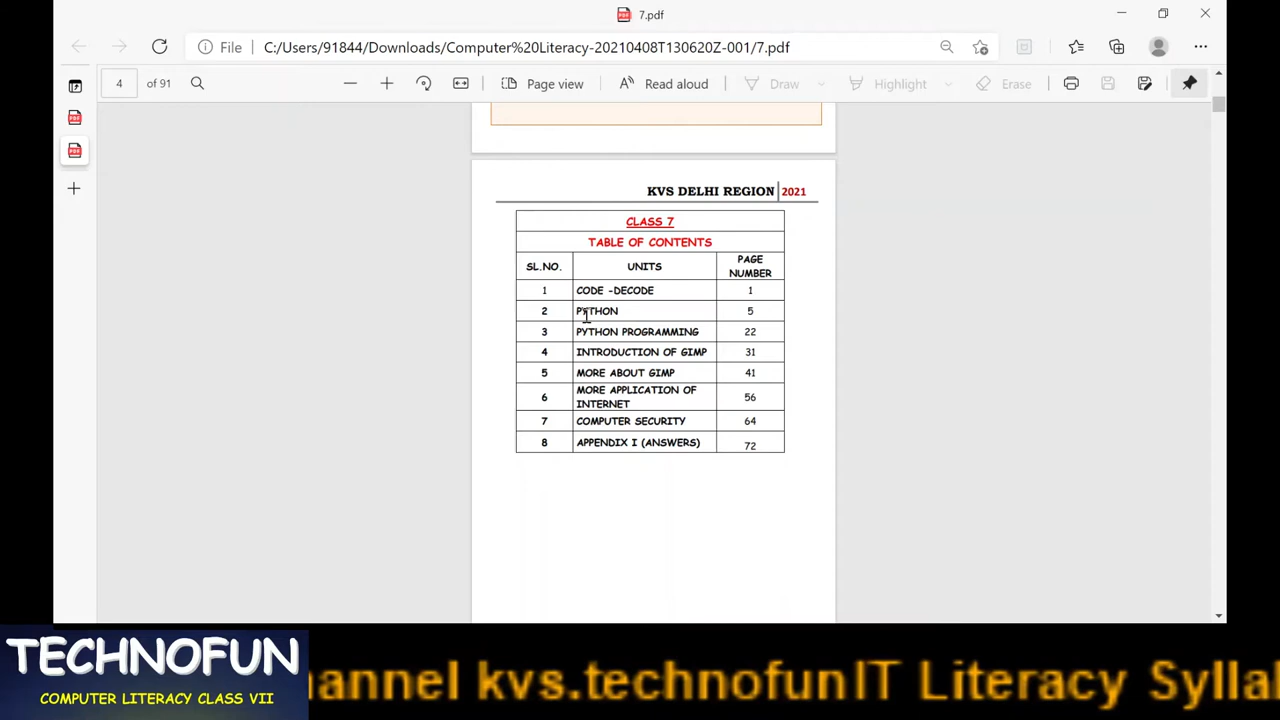 7.pdf
File C:/Users/91844/Downloads/Computer%20Literacy-20210408T130620Z-001/7.pdf
4 of 91 Page view Read aloud Draw Highlight Erase
KVS DELHI REGION 2021
CLASS 7
TABLE OF CONTENTS
SL.NO. UNITS PAGE NUMBER
1 CODE -DECODE 1
2 PYTHON 5
3 PYTHON PROGRAMMING 22
4 INTRODUCTION OF GIMP 31
5 MORE ABOUT GIMP 41
6 MORE APPLICATION OF INTERNET 56
7 COMPUTER SECURITY 64
8 APPENDIX I (ANSWERS) 72
TECHNOFUN
COMPUTER LITERACY CLASS VII
hannel kvs.technofunIT Literacy Sylla